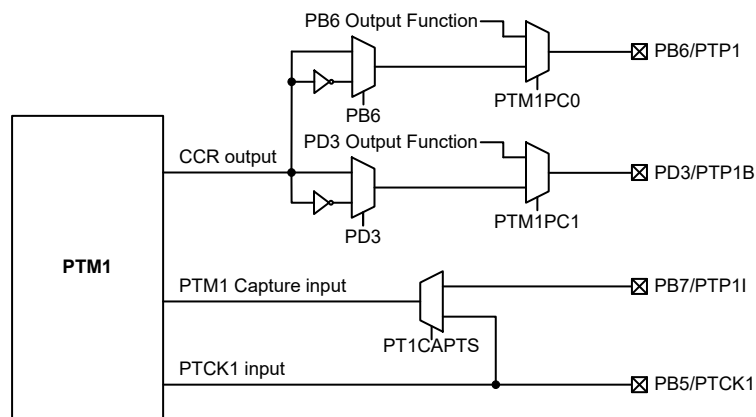 PB6 Output Function
PB6/PTP1
PB6
PTM1PC0
PD3 Output Function
CCR output
PD3/PTP1B
PD3
PTM1PC1
PTM1
PTM1 Capture input
PB7/PTP1I
PT1CAPTS
PTCK1 input
PB5/PTCK1